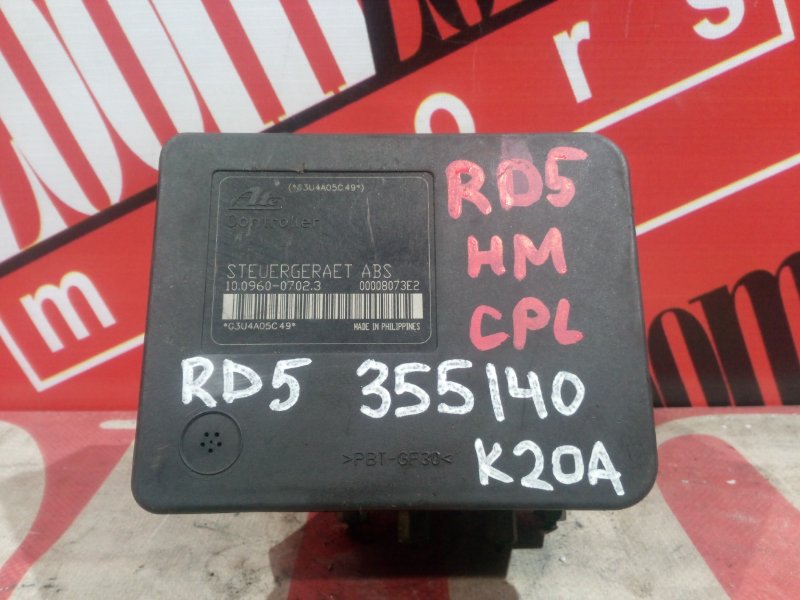 m o r s
(*G3U4A05C49*)
Ate
Controller
STEUERGERAET ABS
10.0960-0702.3 00008073E2
*G3U4A05C49*
MADE IN PHILIPPINES
RD5
HM
CPL
RD5 355140
K20A
>PBT-GF30<